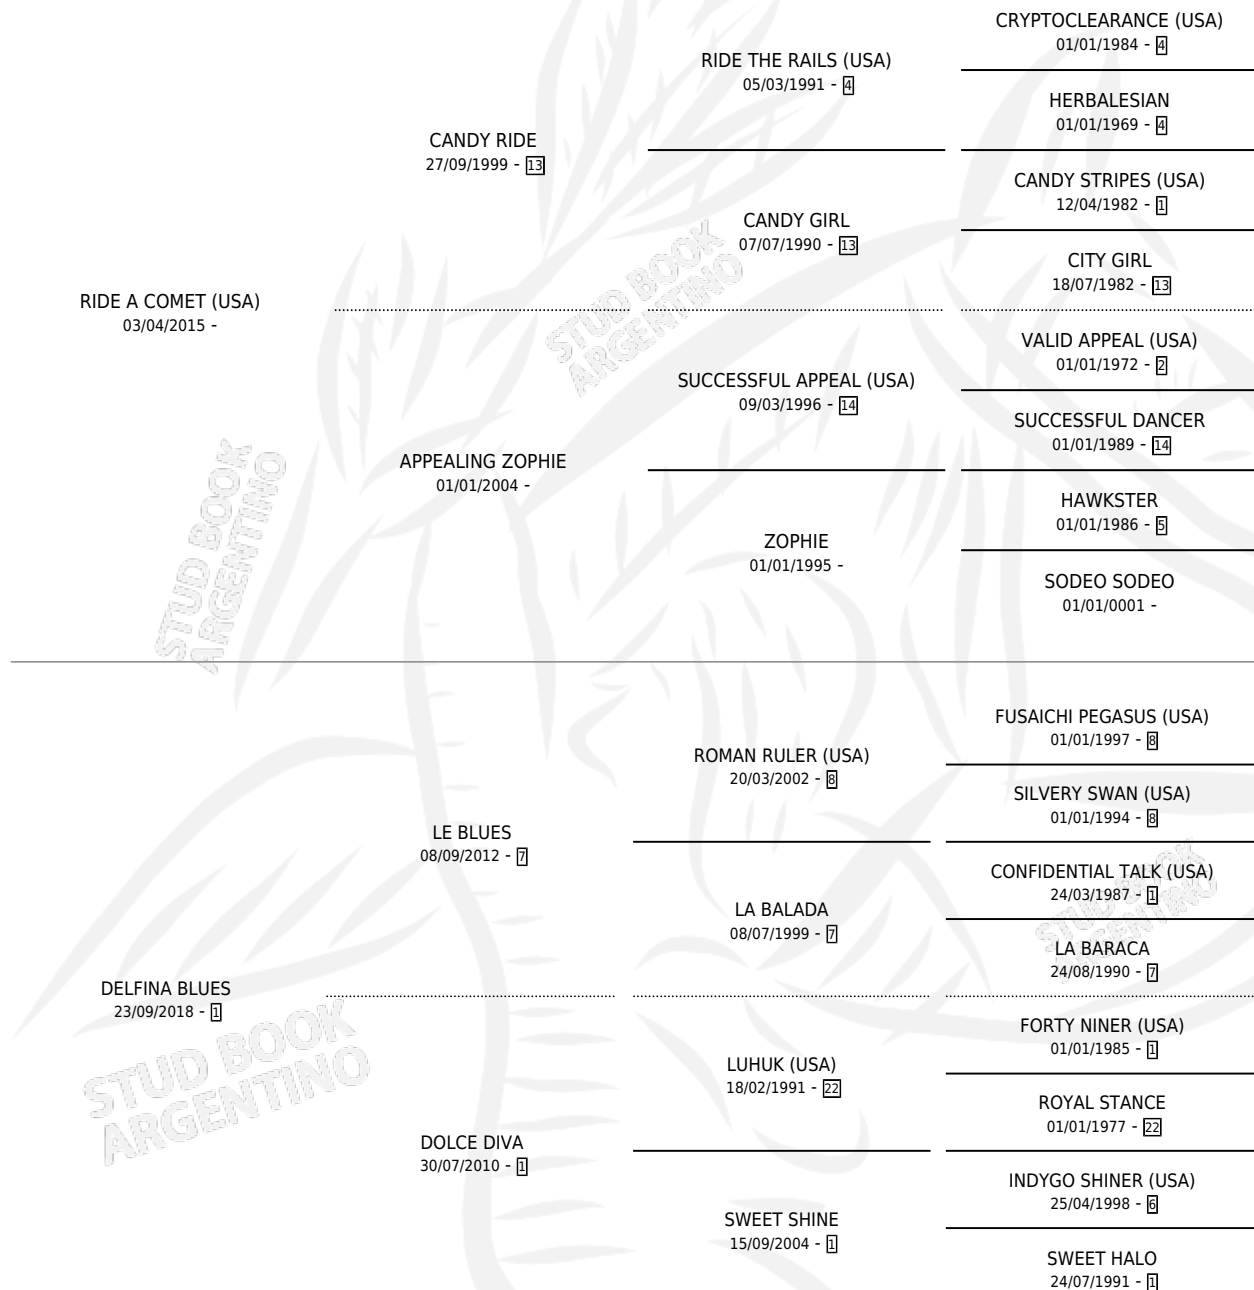 CRYPTOCLEARANCE (USA)
01/01/1984 - 4
RIDE THE RAILS (USA)
05/03/1991 - 4
HERBALESIAN
01/01/1969 - 4
CANDY RIDE
27/09/1999 - 13
CANDY STRIPES (USA)
12/04/1982 - 1
CANDY GIRL
07/07/1990 - 13
CITY GIRL
18/07/1982 - 13
RIDE A COMET (USA)
03/04/2015 -
VALID APPEAL (USA)
01/01/1972 - 2
SUCCESSFUL APPEAL (USA)
09/03/1996 - 14
SUCCESSFUL DANCER
01/01/1989 - 14
APPEALING ZOPHIE
01/01/2004 -
HAWKSTER
01/01/1986 - 5
ZOPHIE
01/01/1995 -
SODEO SODEO
01/01/0001 -
FUSAICHI PEGASUS (USA)
01/01/1997 - 8
ROMAN RULER (USA)
20/03/2002 - 8
SILVERY SWAN (USA)
01/01/1994 - 8
LE BLUES
08/09/2012 - 7
CONFIDENTIAL TALK (USA)
24/03/1987 - 1
LA BALADA
08/07/1999 - 7
LA BARACA
24/08/1990 - 7
DELFINA BLUES
23/09/2018 - 1
FORTY NINER (USA)
01/01/1985 - 1
LUHUK (USA)
18/02/1991 - 22
ROYAL STANCE
01/01/1977 - 22
DOLCE DIVA
30/07/2010 - 1
INDYGO SHINER (USA)
25/04/1998 - 6
SWEET SHINE
15/09/2004 - 1
SWEET HALO
24/07/1991 - 1
STUD BOOK
ARGENTINO
STUD BOOK
ARGENTINO
STUD BOOK
ARGENTINO
STUD BOOK
ARGENTINO